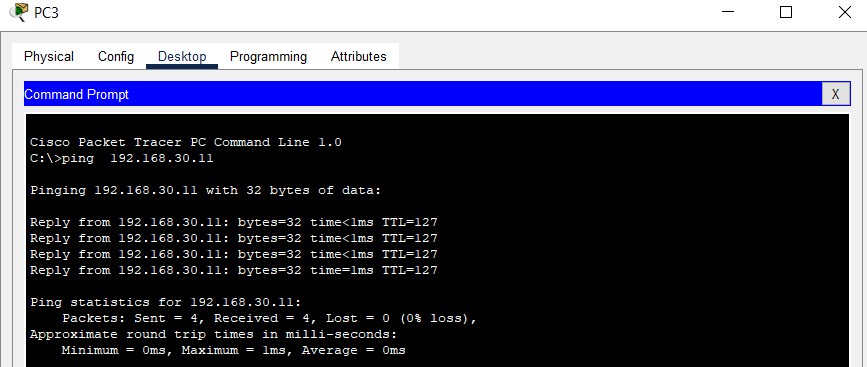 PC3
Physical Config Desktop Programming Attributes
Command Prompt X
Cisco Packet Tracer PC Command Line 1.0
C:\>ping  192.168.30.11
Pinging 192.168.30.11 with 32 bytes of data:
Reply from 192.168.30.11: bytes=32 time<1ms TTL=127
Reply from 192.168.30.11: bytes=32 time<1ms TTL=127
Reply from 192.168.30.11: bytes=32 time<1ms TTL=127
Reply from 192.168.30.11: bytes=32 time=1ms TTL=127
Ping statistics for 192.168.30.11:
    Packets: Sent = 4, Received = 4, Lost = 0 (0% loss),
Approximate round trip times in milli-seconds:
    Minimum = 0ms, Maximum = 1ms, Average = 0ms